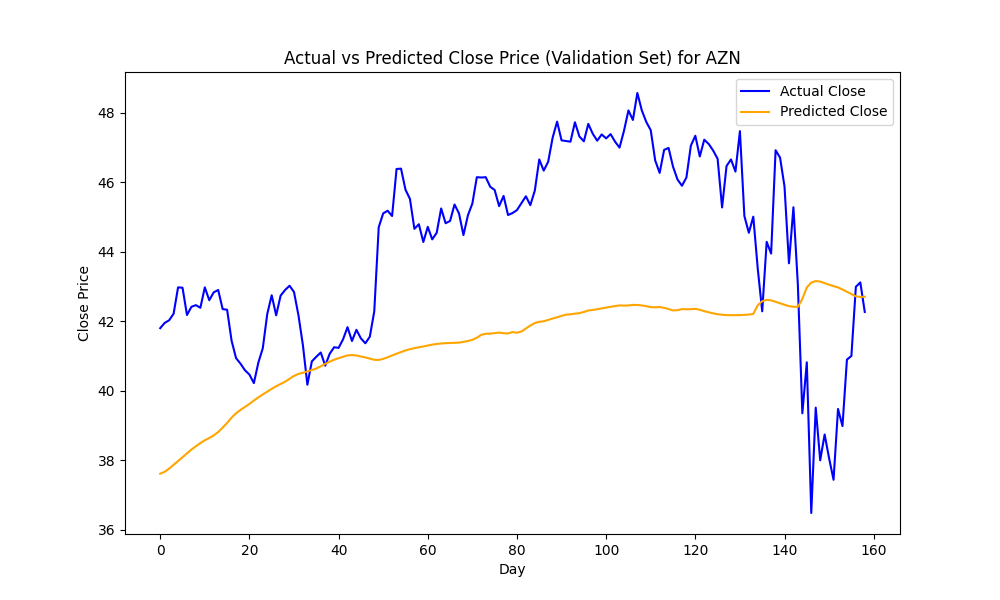 Actual vs Predicted Close Price (Validation Set) for AZN
Actual Close
Predicted Close
Close Price
48
46
44
42
40
38
36
0 20 40 60 80 100 120 140 160
Day